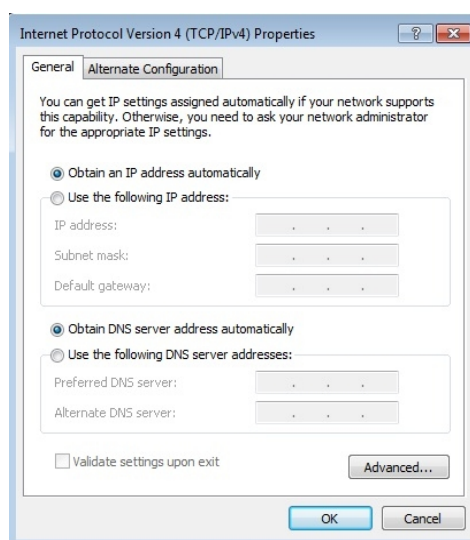 Internet Protocol Version 4 (TCP/IPv4) Properties
General
Alternate Configuration
You can get IP settings assigned automatically if your network supports
this capability. Otherwise, you need to ask your network administrator
for the appropriate IP settings.
Obtain an IP address automatically
Use the following IP address:
IP address:
Subnet mask:
Default gateway:
Obtain DNS server address automatically
Use the following DNS server addresses:
Preferred DNS server:
Alternate DNS server:
Validate settings upon exit
Advanced...
OK
Cancel